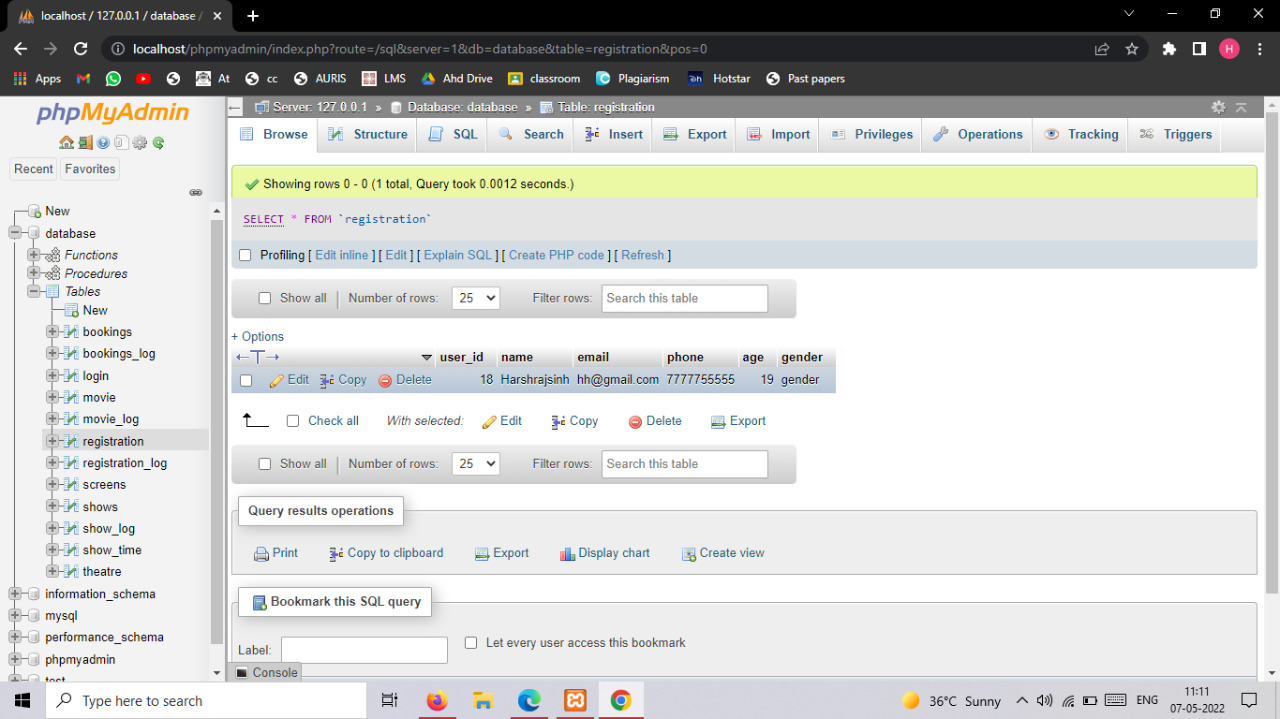 localhost / 127.0.0.1 / database /
localhost/phpmyadmin/index.php?route=/sql&server=1&db=database&table=registration&pos=0
H
Apps At cc AURIS LMS Ahd Drive classroom Plagiarism Hotstar Past papers
phpMyAdmin
Recent Favorites
New
database
Functions
Procedures
Tables
New
bookings
bookings_log
login
movie
movie_log
registration
registration_log
screens
shows
show_log
show_time
theatre
information_schema
mysql
performance_schema
phpmyadmin
test
Server: 127.0.0.1 » Database: database » Table: registration
Browse Structure SQL Search Insert Export Import Privileges Operations Tracking Triggers
Showing rows 0 - 0 (1 total, Query took 0.0012 seconds.)
SELECT * FROM `registration`
Profiling [ Edit inline ] [ Edit ] [ Explain SQL ] [ Create PHP code ] [ Refresh ]
Show all | Number of rows: 25 Filter rows: Search this table
+ Options
←T→ user_id name email phone age gender
Edit Copy Delete 18 Harshrajsinh hh@gmail.com 7777755555 19 gender
Check all With selected: Edit Copy Delete Export
Show all | Number of rows: 25 Filter rows: Search this table
Query results operations
Print Copy to clipboard Export Display chart Create view
Bookmark this SQL query
Label: Let every user access this bookmark
Console
Type here to search
36°C Sunny ENG
11:11
07-05-2022